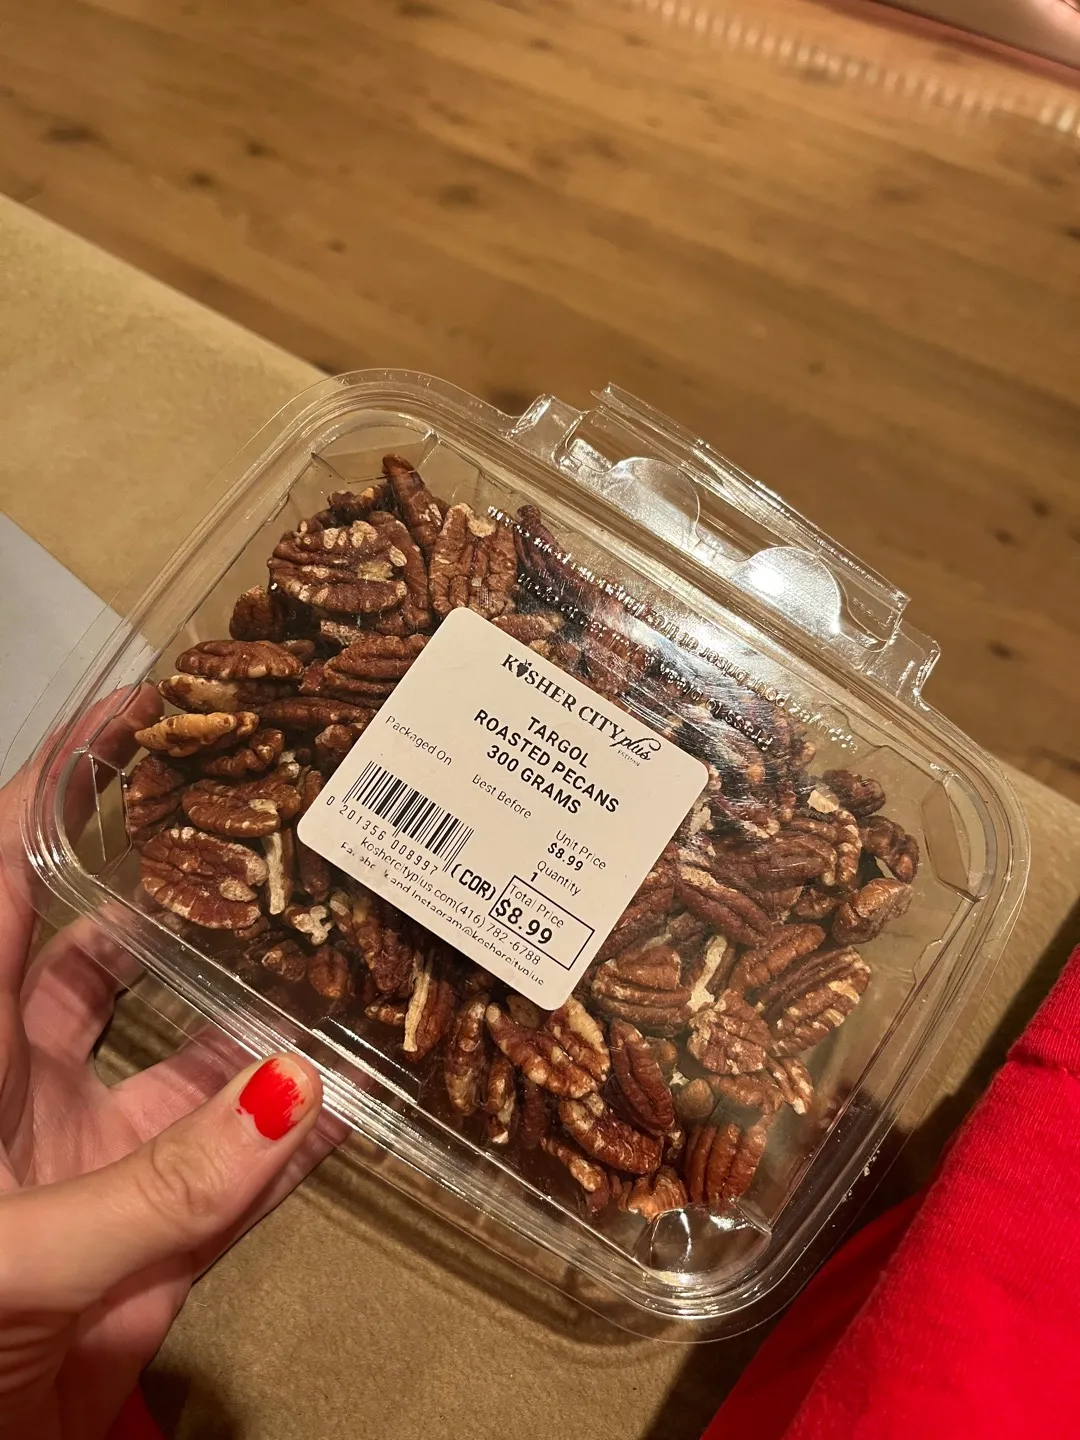 KOSHER CITY plus
TARGOL
ROASTED PECANS
300 GRAMS
Packaged On
Best Before
Unit Price
$8.99
Quantity
1
0 201356 008997
(COR)
Total Price
$8.99
koshercityplus.com(416) 782-6788
and Instagram@koshercityplus